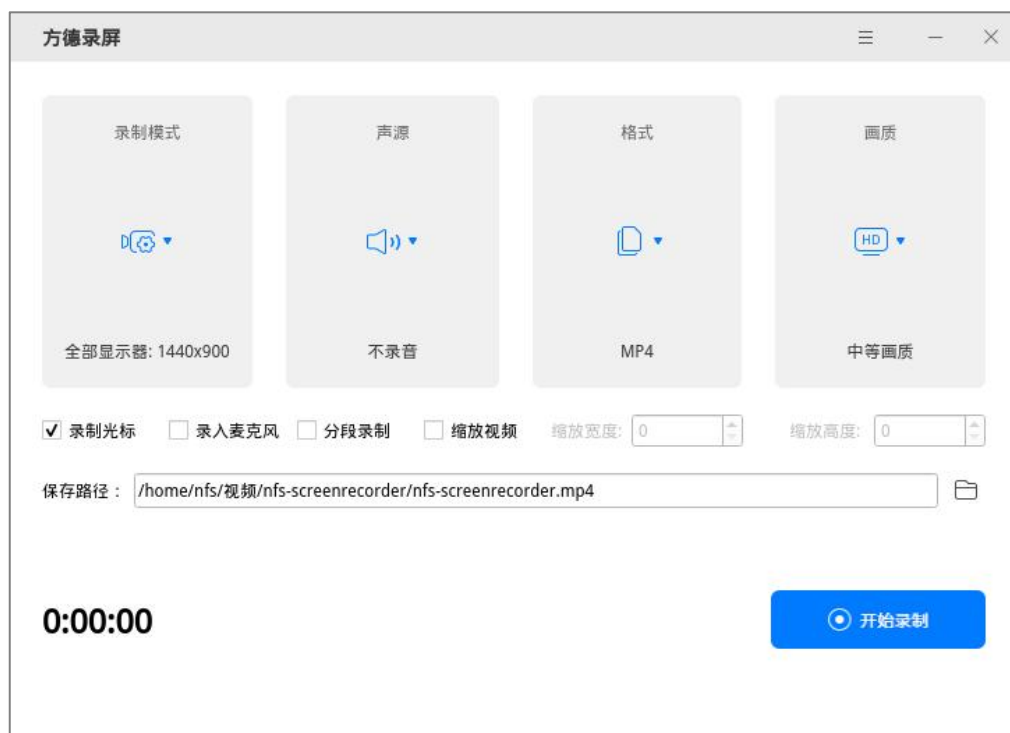 方德录屏
录制模式 声源 格式 画质
HD
全部显示器: 1440x900 不录音 MP4 中等画质
录制光标 录入麦克风 分段录制 缩放视频 缩放宽度: 0 缩放高度: 0
保存路径： /home/nfs/视频/nfs-screenrecorder/nfs-screenrecorder.mp4
0:00:00 开始录制